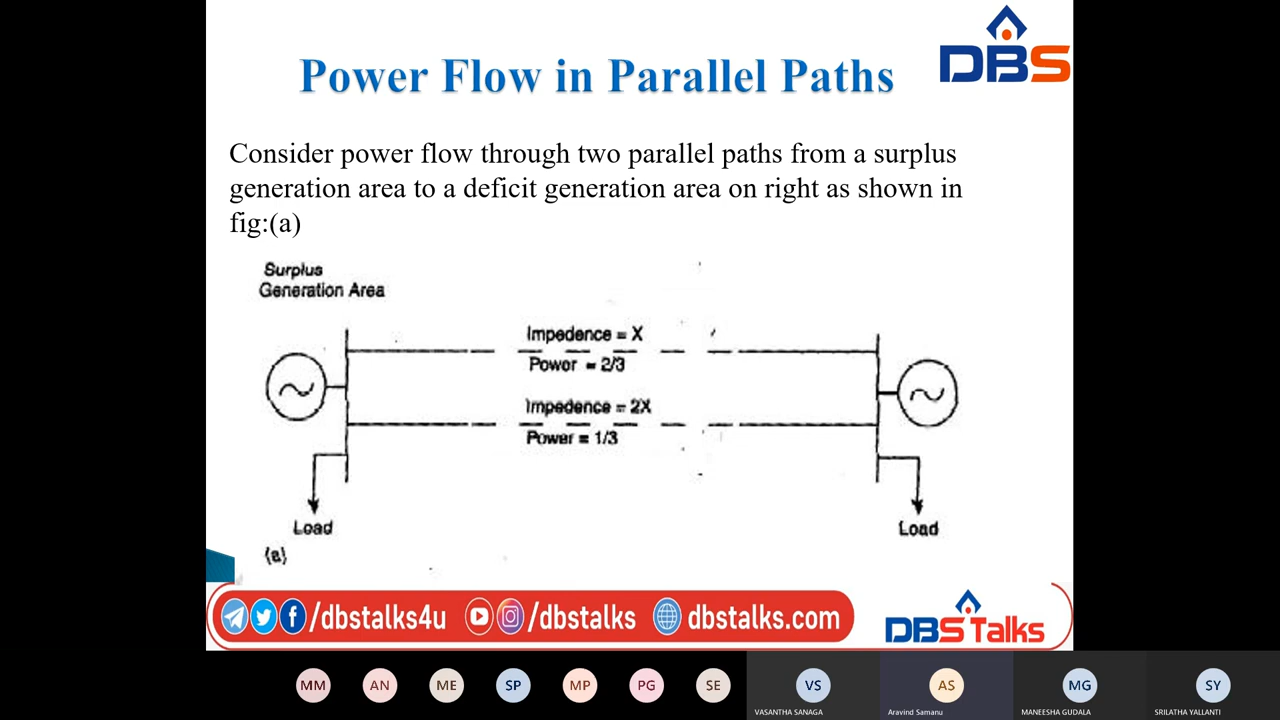 DBS
Power Flow in Parallel Paths
Consider power flow through two parallel paths from a surplus
generation area to a deficit generation area on right as shown in
fig:(a)
Surplus
Generation Area
Impedence = X
Power = 2/3
Impedence = 2X
Power = 1/3
Load
Load
(a)
/dbstalks4u
/dbstalks
dbstalks.com
DBS Talks
MM
AN
ME
SP
MP
PG
SE
VS
AS
MG
SY
VASANTHA SANAGA
Aravind Samanu
MANEESHA GUDALA
SRILATHA YALLANTI